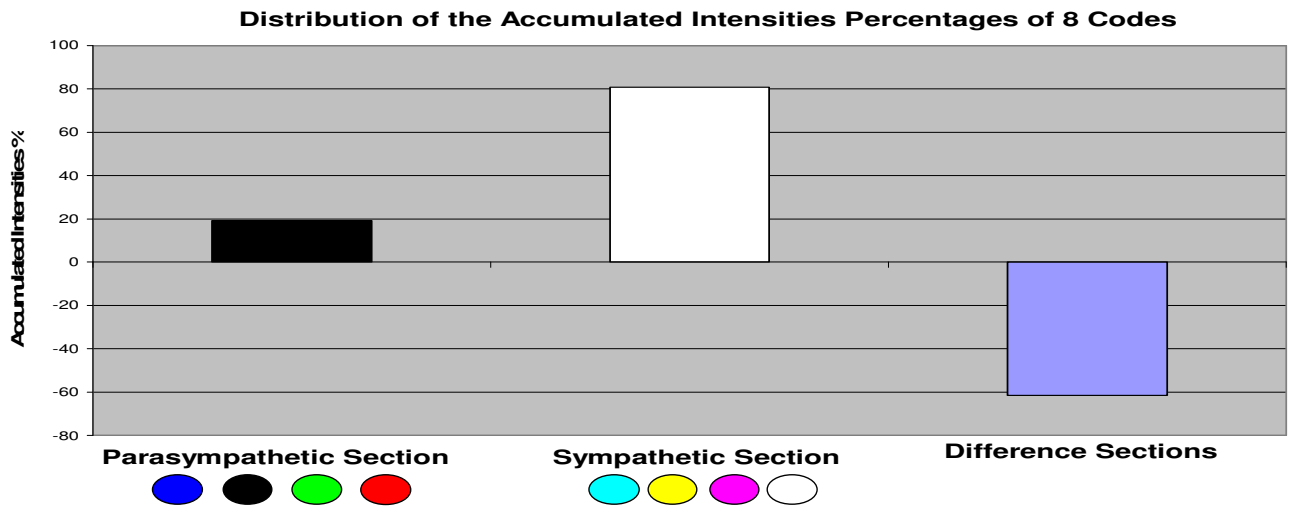 Distribution of the Accumulated Intensities Percentages of 8 Codes
Accumulated Intensities %
100
80
60
40
20
0
-20
-40
-60
-80
Parasympathetic Section
Sympathetic Section
Difference Sections